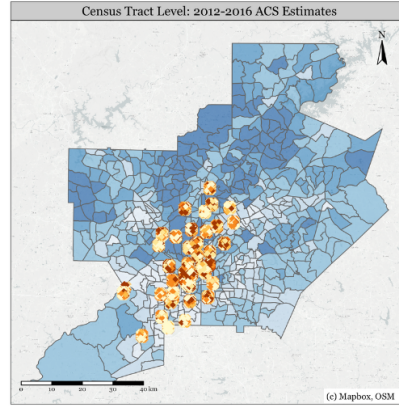 Census Tract Level: 2012-2016 ACS Estimates
N
0 10 20 30 40 km
(c) Mapbox, OSM